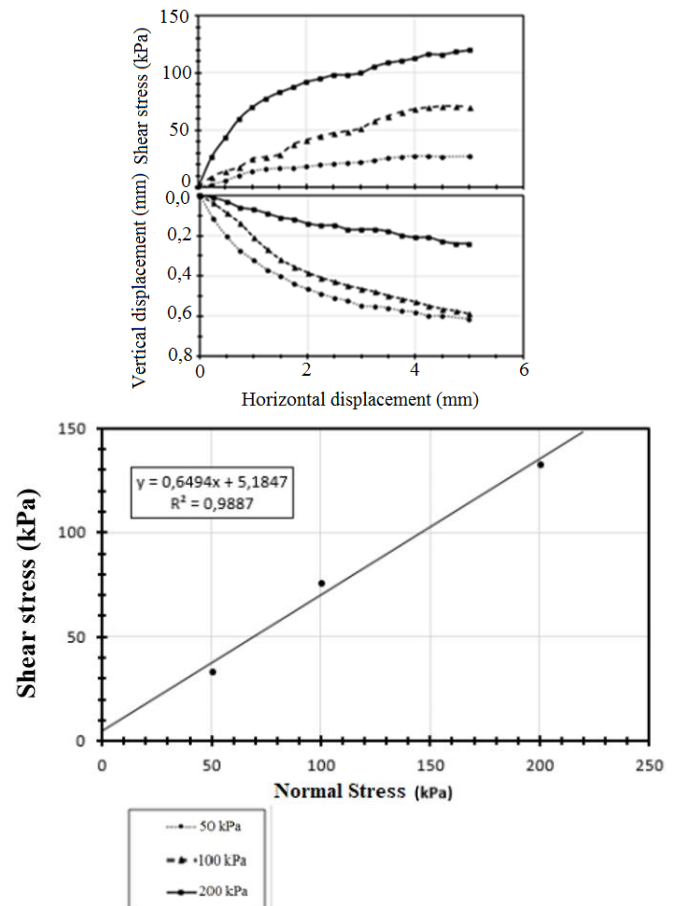 150
100
50
0
Shear stress (kPa)
0,0
0,2
0,4
0,6
0,8
Vertical displacement (mm)
0 2 4 6
Horizontal displacement (mm)
150
100
50
0
Shear stress (kPa)
y = 0,6494x + 5,1847
R² = 0,9887
0 50 100 150 200 250
Normal Stress (kPa)
50 kPa
100 kPa
200 kPa